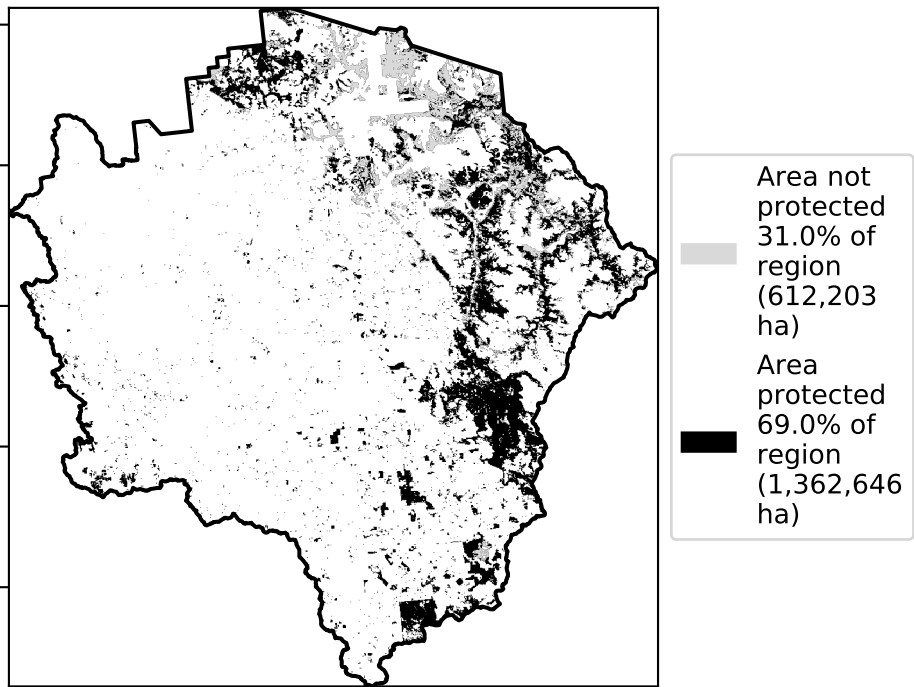 Area not
protected
31.0% of
region
(612,203
ha)
Area
protected
69.0% of
region
(1,362,646
ha)